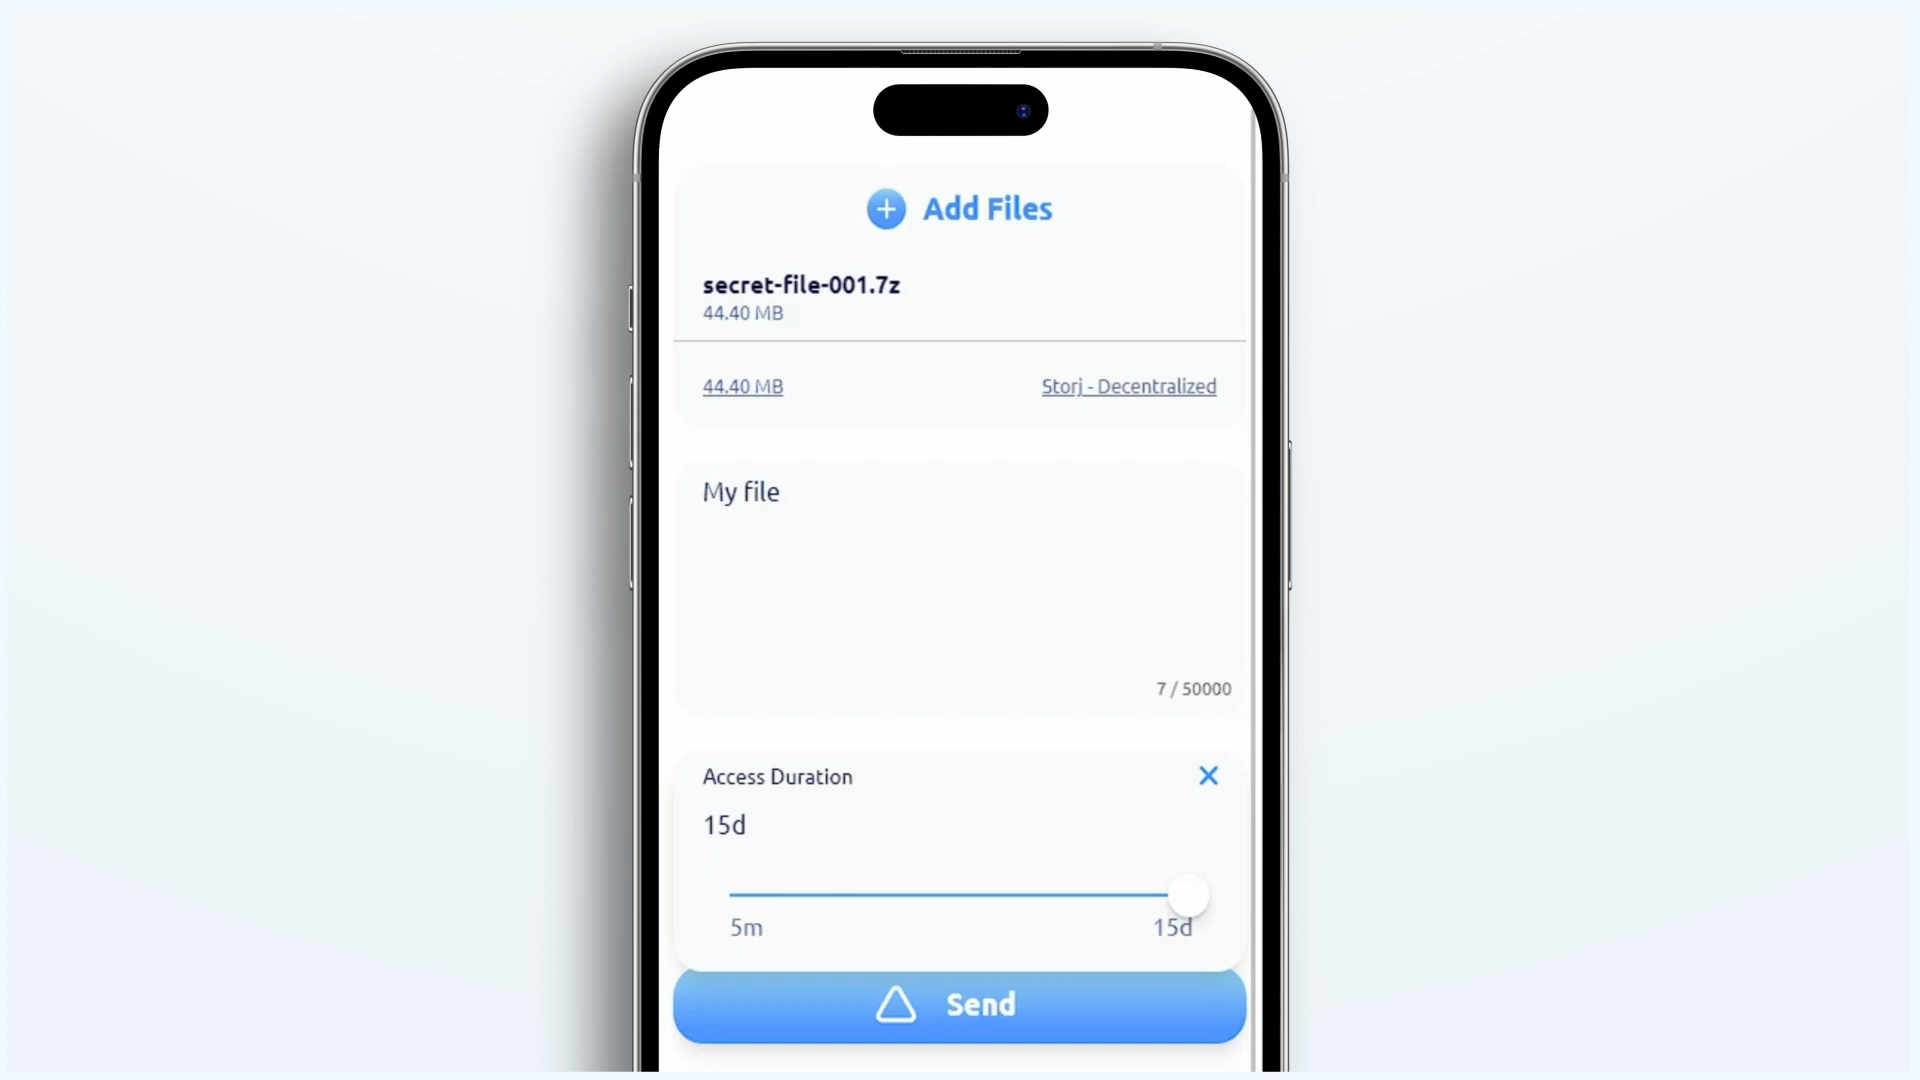 Add Files
secret-file-001.7z
44.40 MB
44.40 MB Storj - Decentralized
My file
7 / 50000
Access Duration
15d
5m 15d
Send